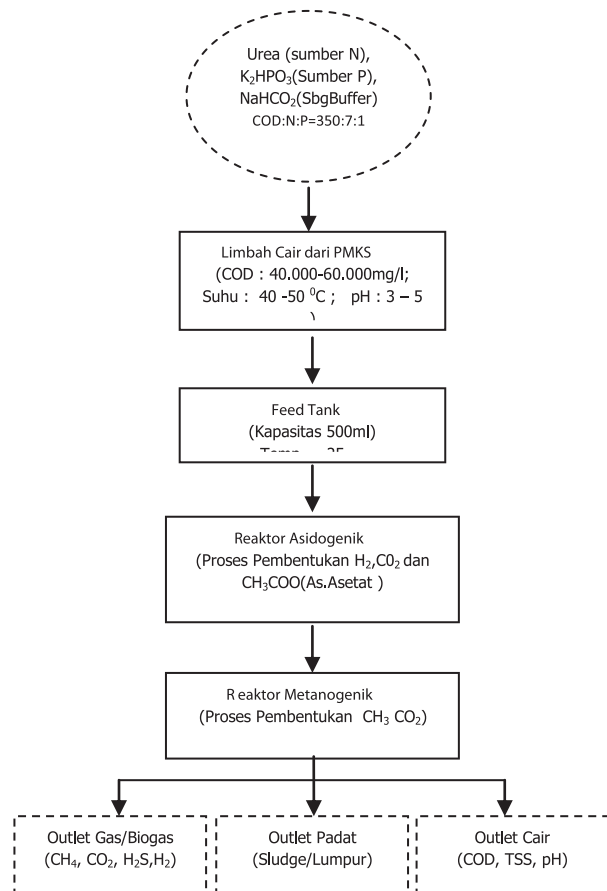 Urea (sumber N),
K₂HPO₃(Sumber P),
NaHCO₂(SbgBuffer)
COD:N:P=350:7:1
Limbah Cair dari PMKS
(COD : 40.000-60.000mg/l;
Suhu : 40 -50 ⁰C ; pH : 3 – 5
)
Feed Tank
(Kapasitas 500ml)
Reaktor Asidogenik
(Proses Pembentukan H₂,C0₂ dan
CH₃COO(As.Asetat )
R eaktor Metanogenik
(Proses Pembentukan CH₃ CO₂)
Outlet Gas/Biogas
(CH₄, CO₂, H₂S,H₂)
Outlet Padat
(Sludge/Lumpur)
Outlet Cair
(COD, TSS, pH)